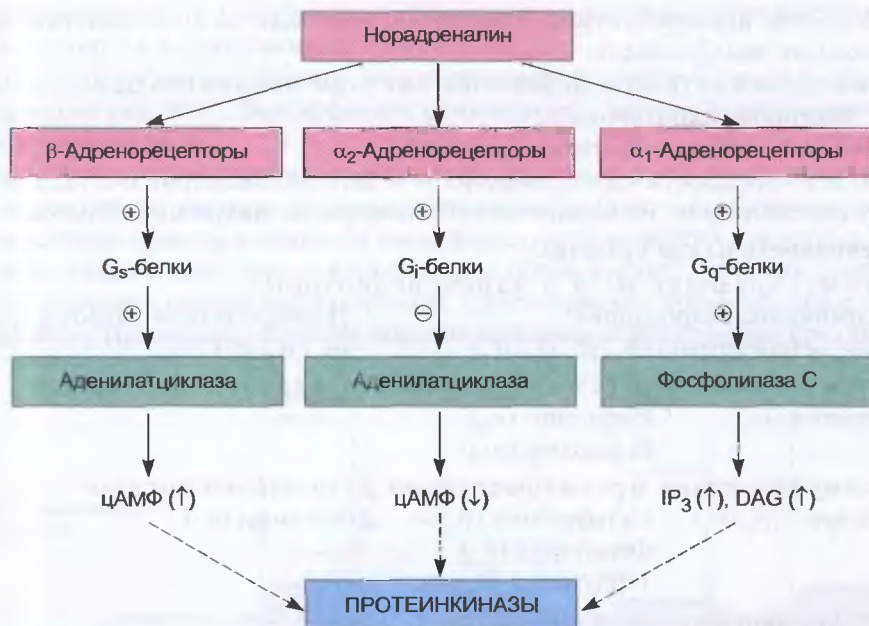 Норадреналин
β-Адренорецепторы α₂-Адренорецепторы α₁-Адренорецепторы
⊕ ⊕ ⊕
Gₛ-белки Gᵢ-белки G_q-белки
⊕ ⊖ ⊕
Аденилатциклаза Аденилатциклаза Фосфолипаза С
цАМФ (↑) цАМФ (↓) IP₃ (↑), DAG (↑)
ПРОТЕИНКИНАЗЫ